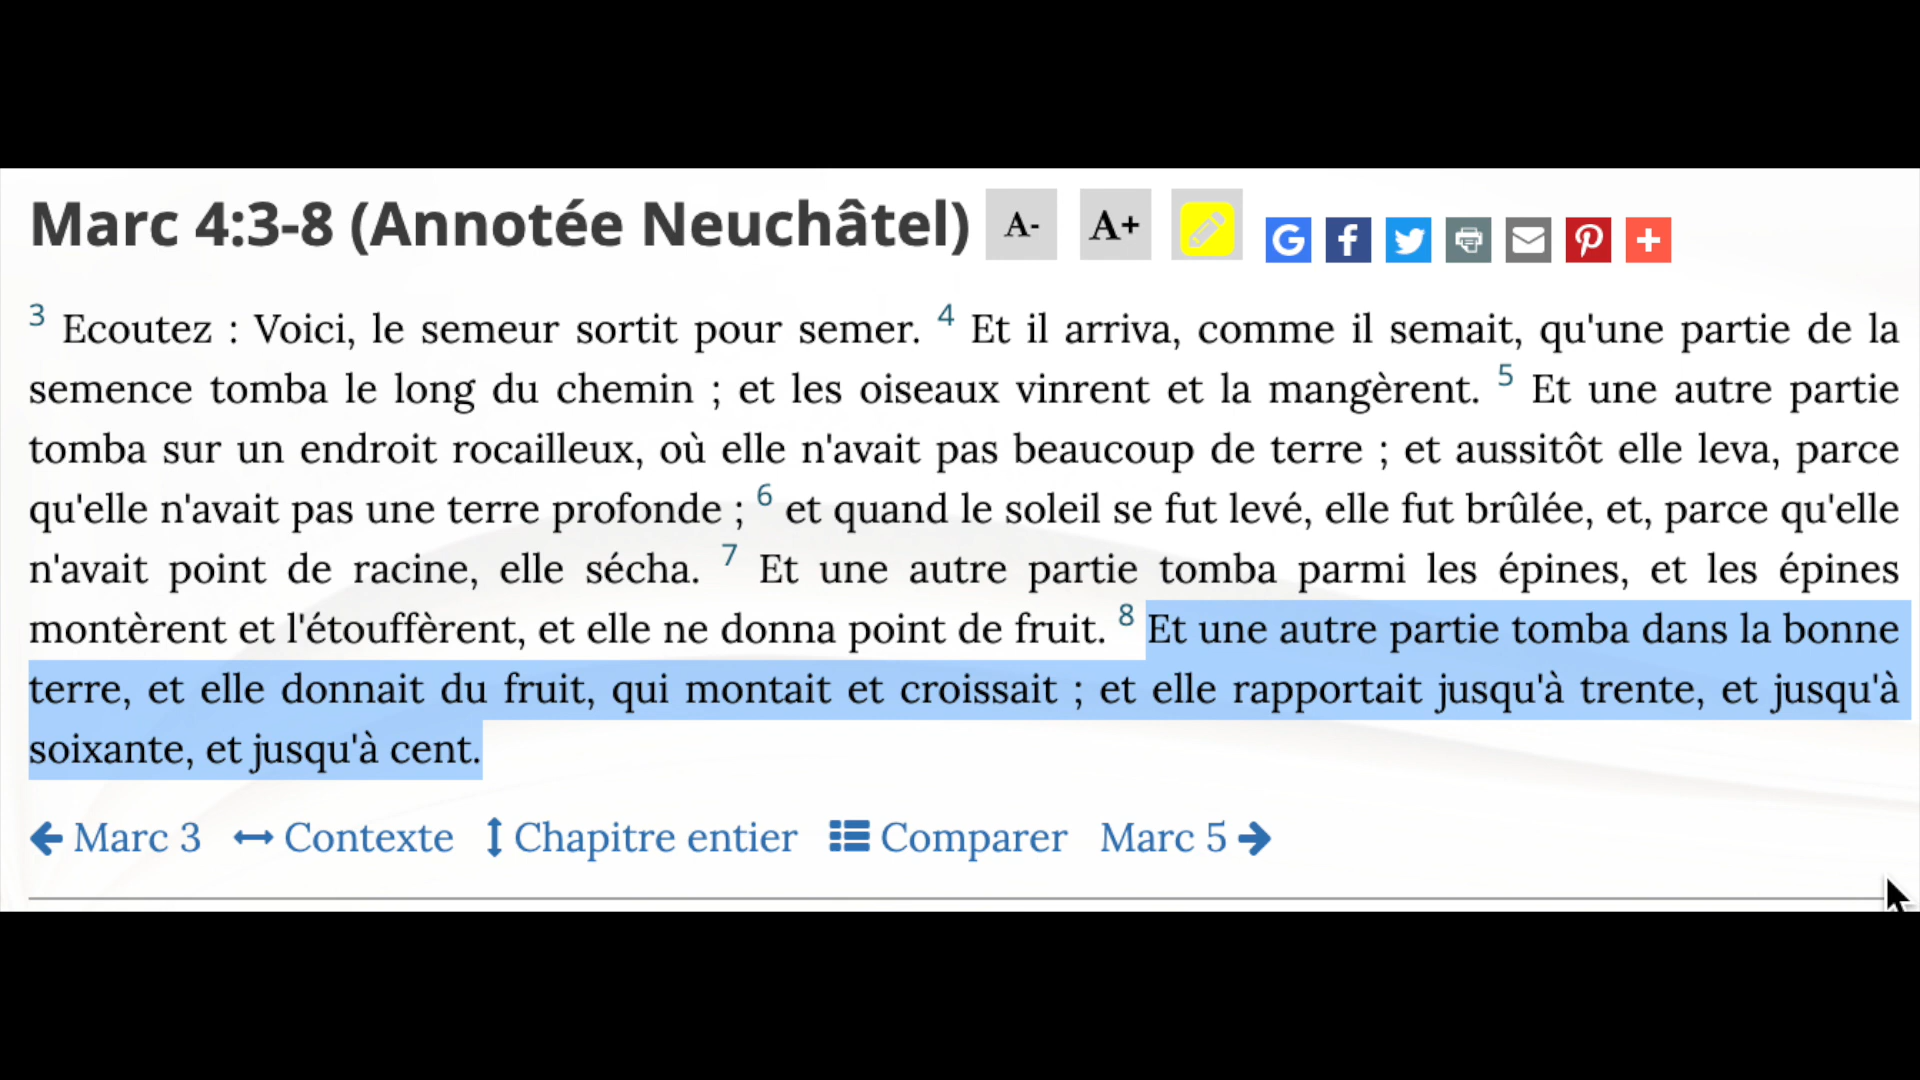 Marc 4:3-8 (Annotée Neuchâtel) A- A+
3 Ecoutez : Voici, le semeur sortit pour semer. 4 Et il arriva, comme il semait, qu'une partie de la
semence tomba le long du chemin ; et les oiseaux vinrent et la mangèrent. 5 Et une autre partie
tomba sur un endroit rocailleux, où elle n'avait pas beaucoup de terre ; et aussitôt elle leva, parce
qu'elle n'avait pas une terre profonde ; 6 et quand le soleil se fut levé, elle fut brûlée, et, parce qu'elle
n'avait point de racine, elle sécha. 7 Et une autre partie tomba parmi les épines, et les épines
montèrent et l'étouffèrent, et elle ne donna point de fruit. 8 Et une autre partie tomba dans la bonne
terre, et elle donnait du fruit, qui montait et croissait ; et elle rapportait jusqu'à trente, et jusqu'à
soixante, et jusqu'à cent.
Marc 3 Contexte Chapitre entier Comparer Marc 5